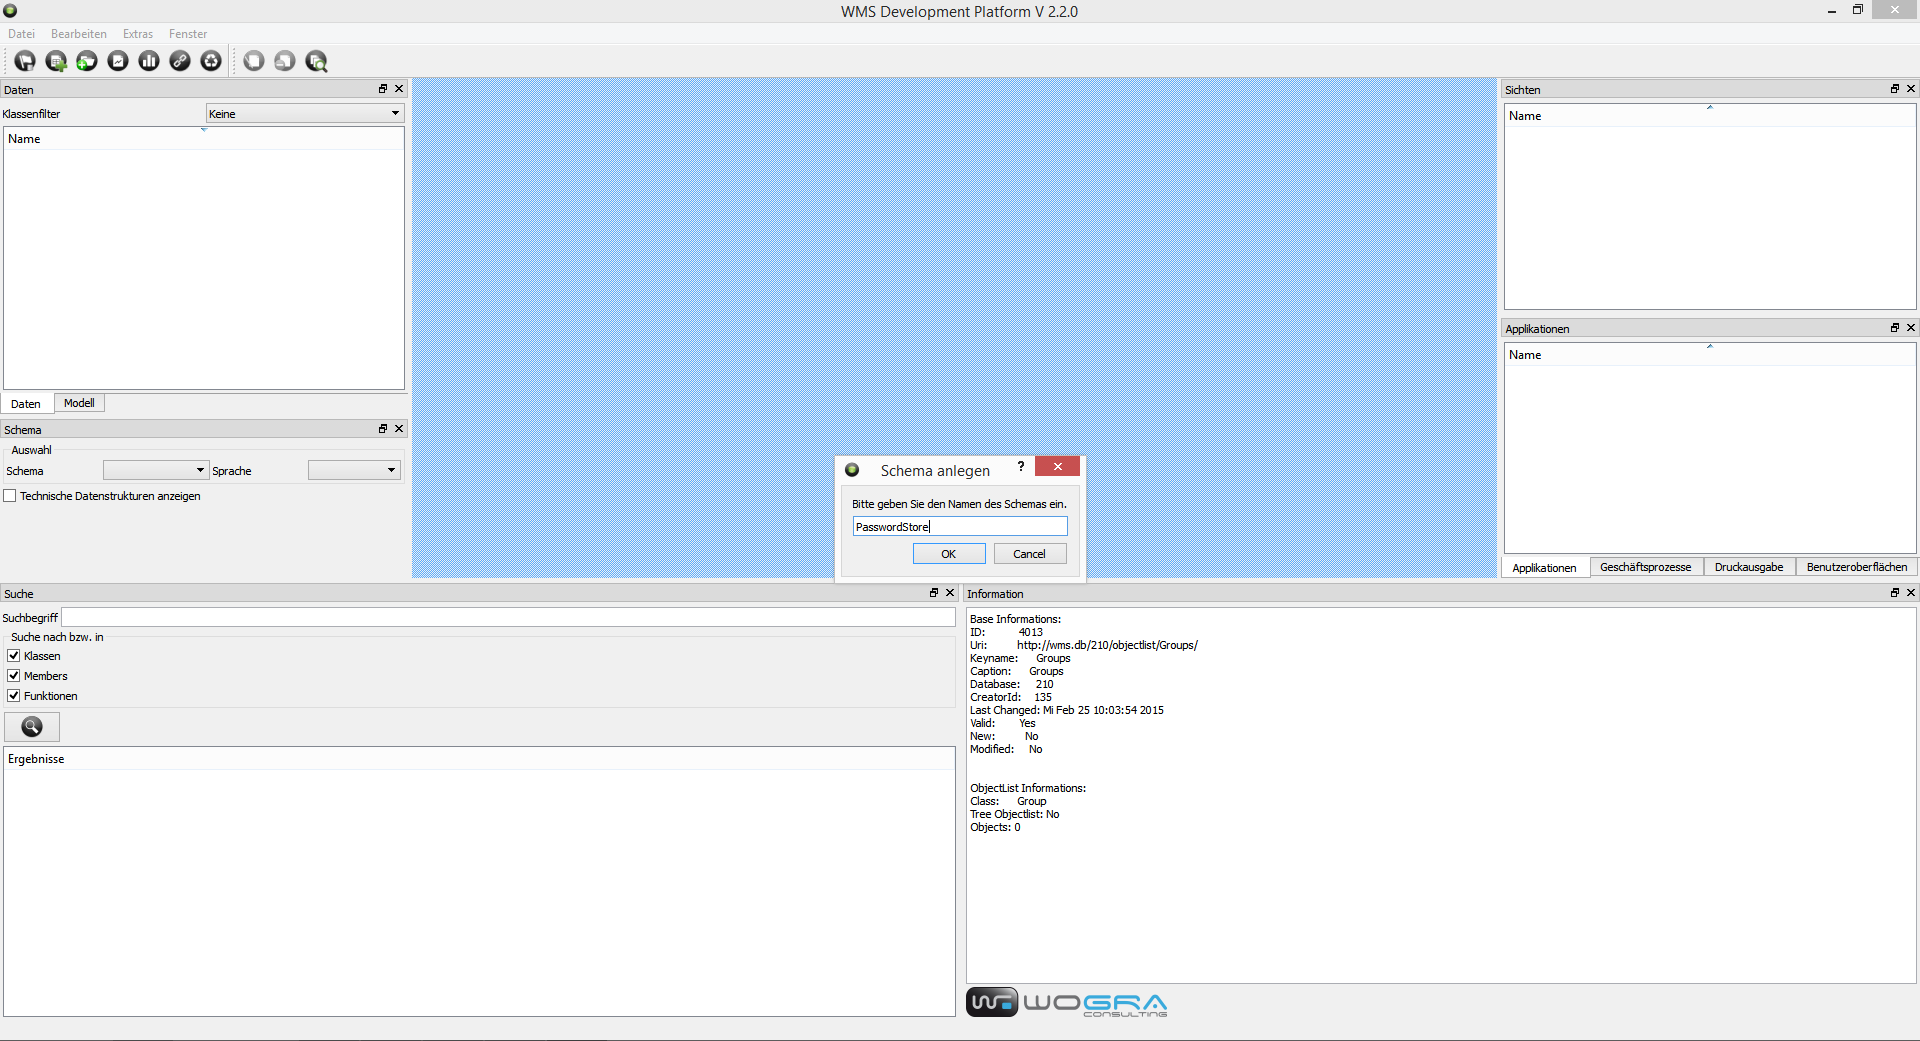 WMS Development Platform V 2.2.0
Datei Bearbeiten Extras Fenster
Daten
Klassenfilter Keine
Name
Daten Modell
Schema
Auswahl
Schema Sprache
Technische Datenstrukturen anzeigen
Schema anlegen ?
Bitte geben Sie den Namen des Schemas ein.
PasswordStore
OK Cancel
Sichten
Name
Applikationen
Name
Applikationen Geschäftsprozesse Druckausgabe Benutzeroberflächen
Suche
Suchbegriff
Suche nach bzw. in
Klassen
Members
Funktionen
Ergebnisse
Information
Base Informations:
ID: 4013
Uri: http://wms.db/210/objectlist/Groups/
Keyname: Groups
Caption: Groups
Database: 210
CreatorId: 135
Last Changed: Mi Feb 25 10:03:54 2015
Valid: Yes
New: No
Modified: No
ObjectList Informations:
Class: Group
Tree Objectlist: No
Objects: 0
WOGRA
CONSULTING